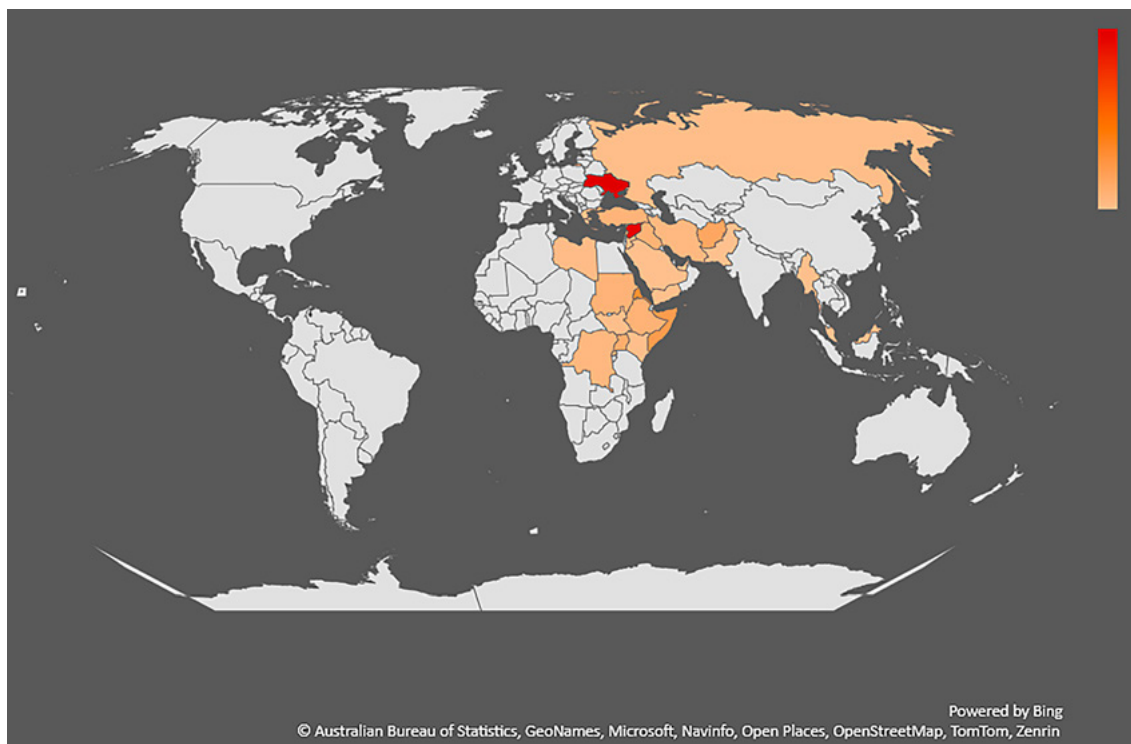 Powered by Bing
© Australian Bureau of Statistics, GeoNames, Microsoft, Navinfo, Open Places, OpenStreetMap, TomTom, Zenrin